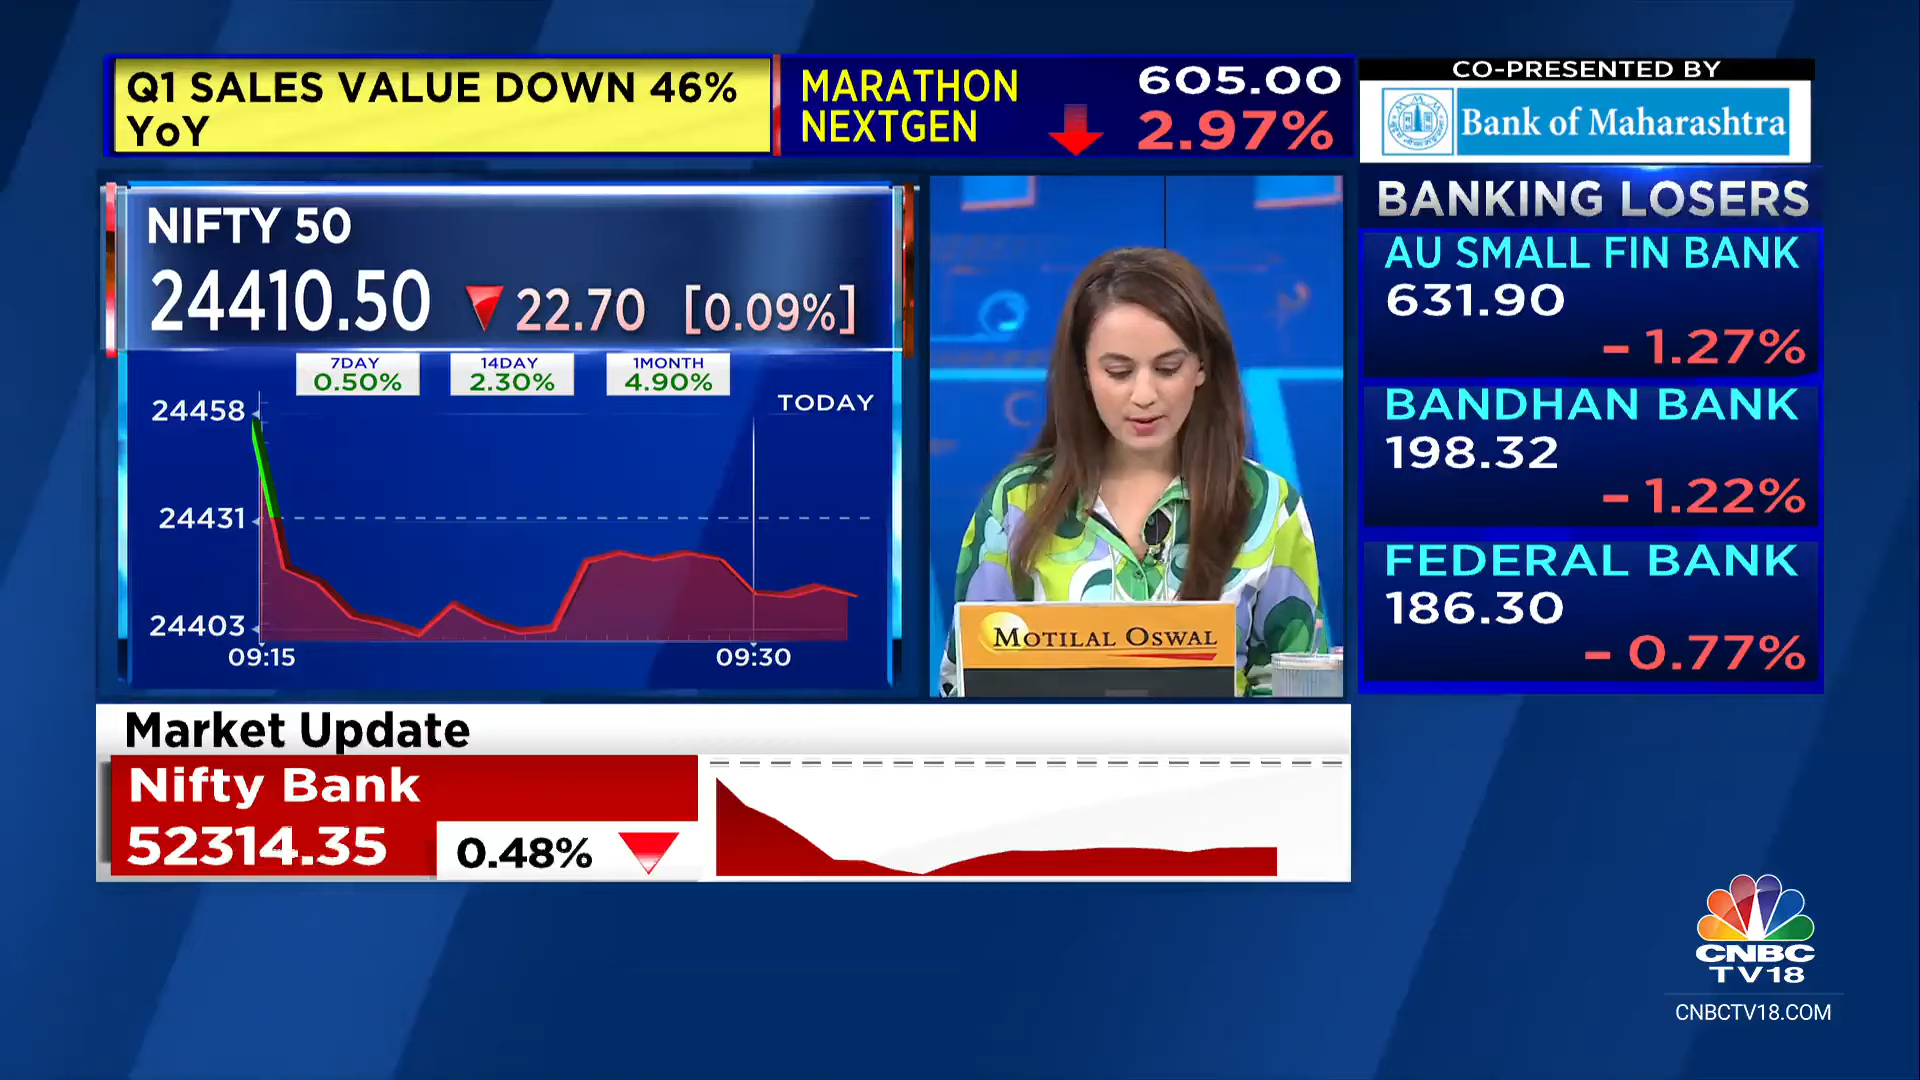 Q1 SALES VALUE DOWN 46%
YoY
MARATHON
NEXTGEN
605.00
2.97%
CO-PRESENTED BY
Bank of Maharashtra
NIFTY 50
24410.50 22.70 [0.09%]
7DAY
0.50%
14DAY
2.30%
1MONTH
4.90%
TODAY
24458
24431
24403
09:15
09:30
MOTILAL OSWAL
BANKING LOSERS
AU SMALL FIN BANK
631.90
- 1.27%
BANDHAN BANK
198.32
- 1.22%
FEDERAL BANK
186.30
- 0.77%
Market Update
Nifty Bank
52314.35
0.48%
CNBC
TV18
CNBCTV18.COM